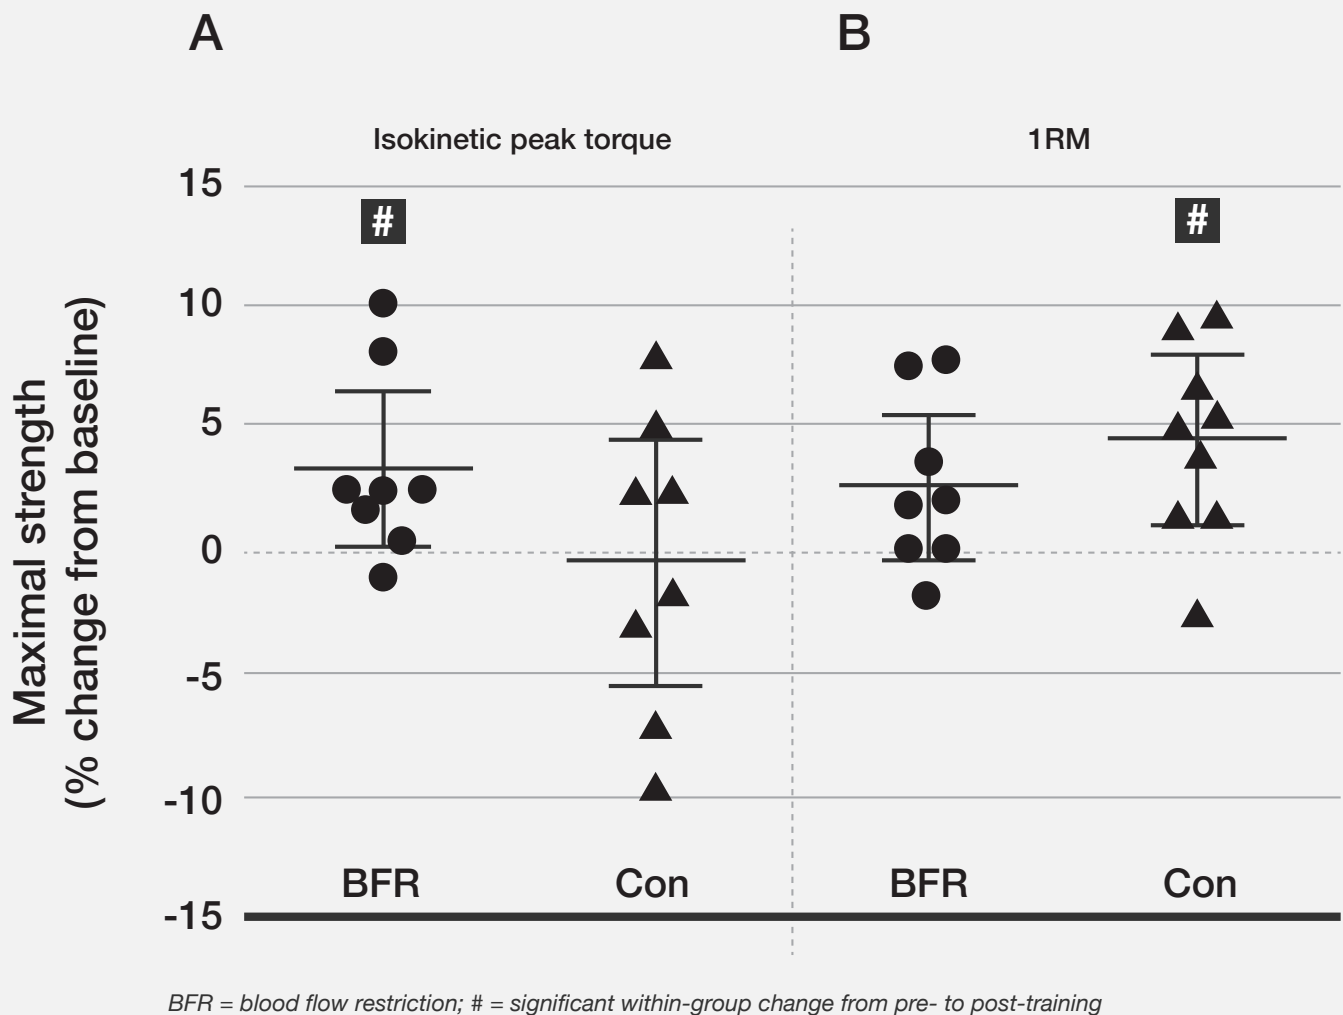 A
B
Isokinetic peak torque
1RM
15
#
#
10
5
0
-5
-10
-15
Maximal strength
(% change from baseline)
BFR
Con
BFR
Con
BFR = blood flow restriction; # = significant within-group change from pre- to post-training